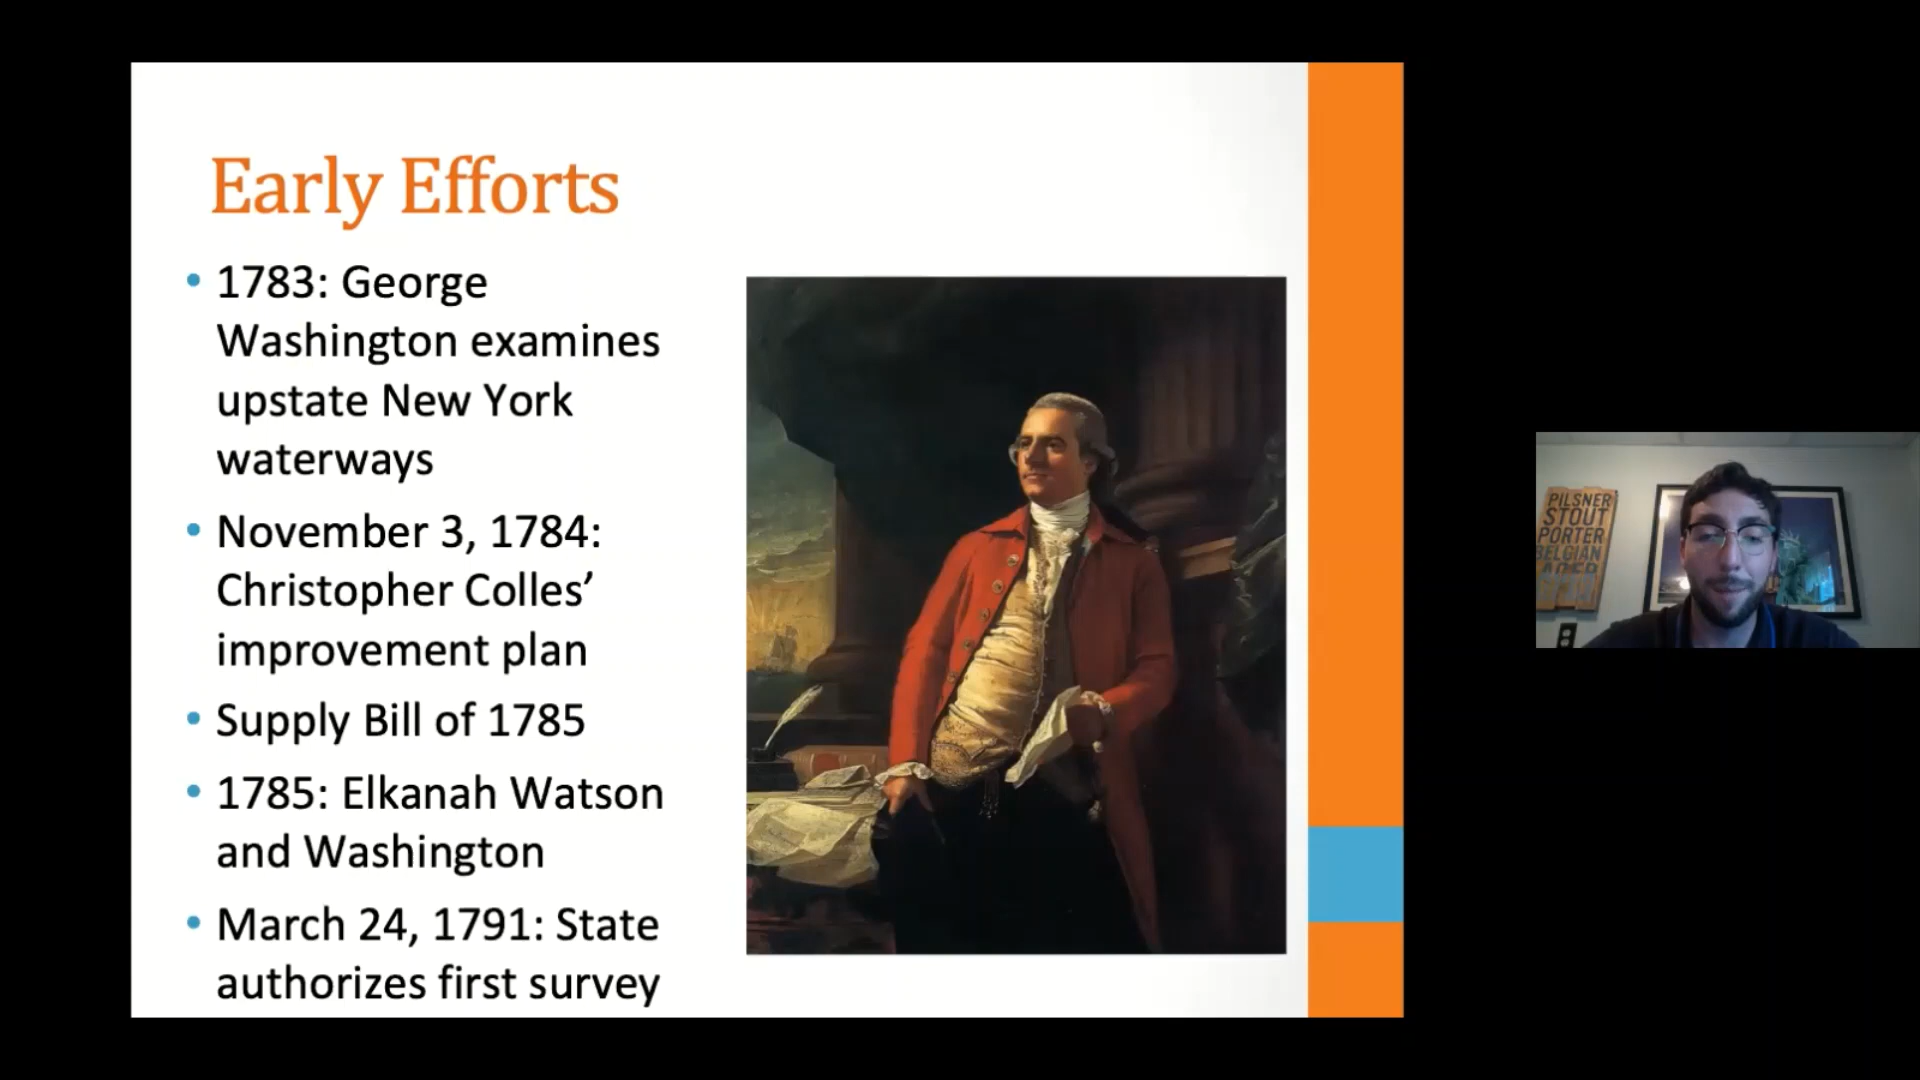 Early Efforts
• 1783: George
Washington examines
upstate New York
waterways
• November 3, 1784:
Christopher Colles’
improvement plan
• Supply Bill of 1785
• 1785: Elkanah Watson
and Washington
• March 24, 1791: State
authorizes first survey
PILSNER
STOUT
PORTER
BELGIAN